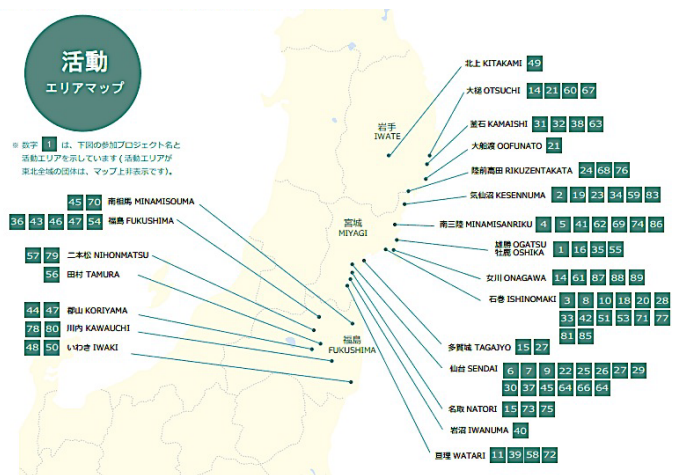 活動
エリアマップ
※ 数字 1 は、下図の参加プロジェクト名と
活動エリアを示しています(活動エリアが
東北全域の団体は、マップ上非表示です)。
岩手
IWATE
宮城
MIYAGI
福島
FUKUSHIMA
北上 KITAKAMI 49
大槌 OTSUCHI 14 21 60 67
釜石 KAMAISHI 31 32 38 63
大船渡 OOFUNATO 21
陸前高田 RIKUZENTAKATA 24 68 76
気仙沼 KESENNUMA 2 19 23 34 59 83
南三陸 MINAMISANRIKU 4 5 41 62 69 74 86
雄勝 OGATSU
牡鹿 OSHIKA 1 16 35 55
女川 ONAGAWA 14 61 87 88 89
石巻 ISHINOMAKI 3 8 10 18 20 28
33 42 51 53 71 77
81 85
多賀城 TAGAJYO 15 27
仙台 SENDAI 6 7 9 22 25 26 27 29
30 37 45 64 66 64
名取 NATORI 15 73 75
岩沼 IWANUMA 40
亘理 WATARI 11 39 58 72
45 70 南相馬 MINAMISOUMA
36 43 46 47 54 福島 FUKUSHIMA
57 79 二本松 NIHONMATSU
56 田村 TAMURA
44 47 郡山 KORIYAMA
78 80 川内 KAWAUCHI
48 50 いわき IWAKI